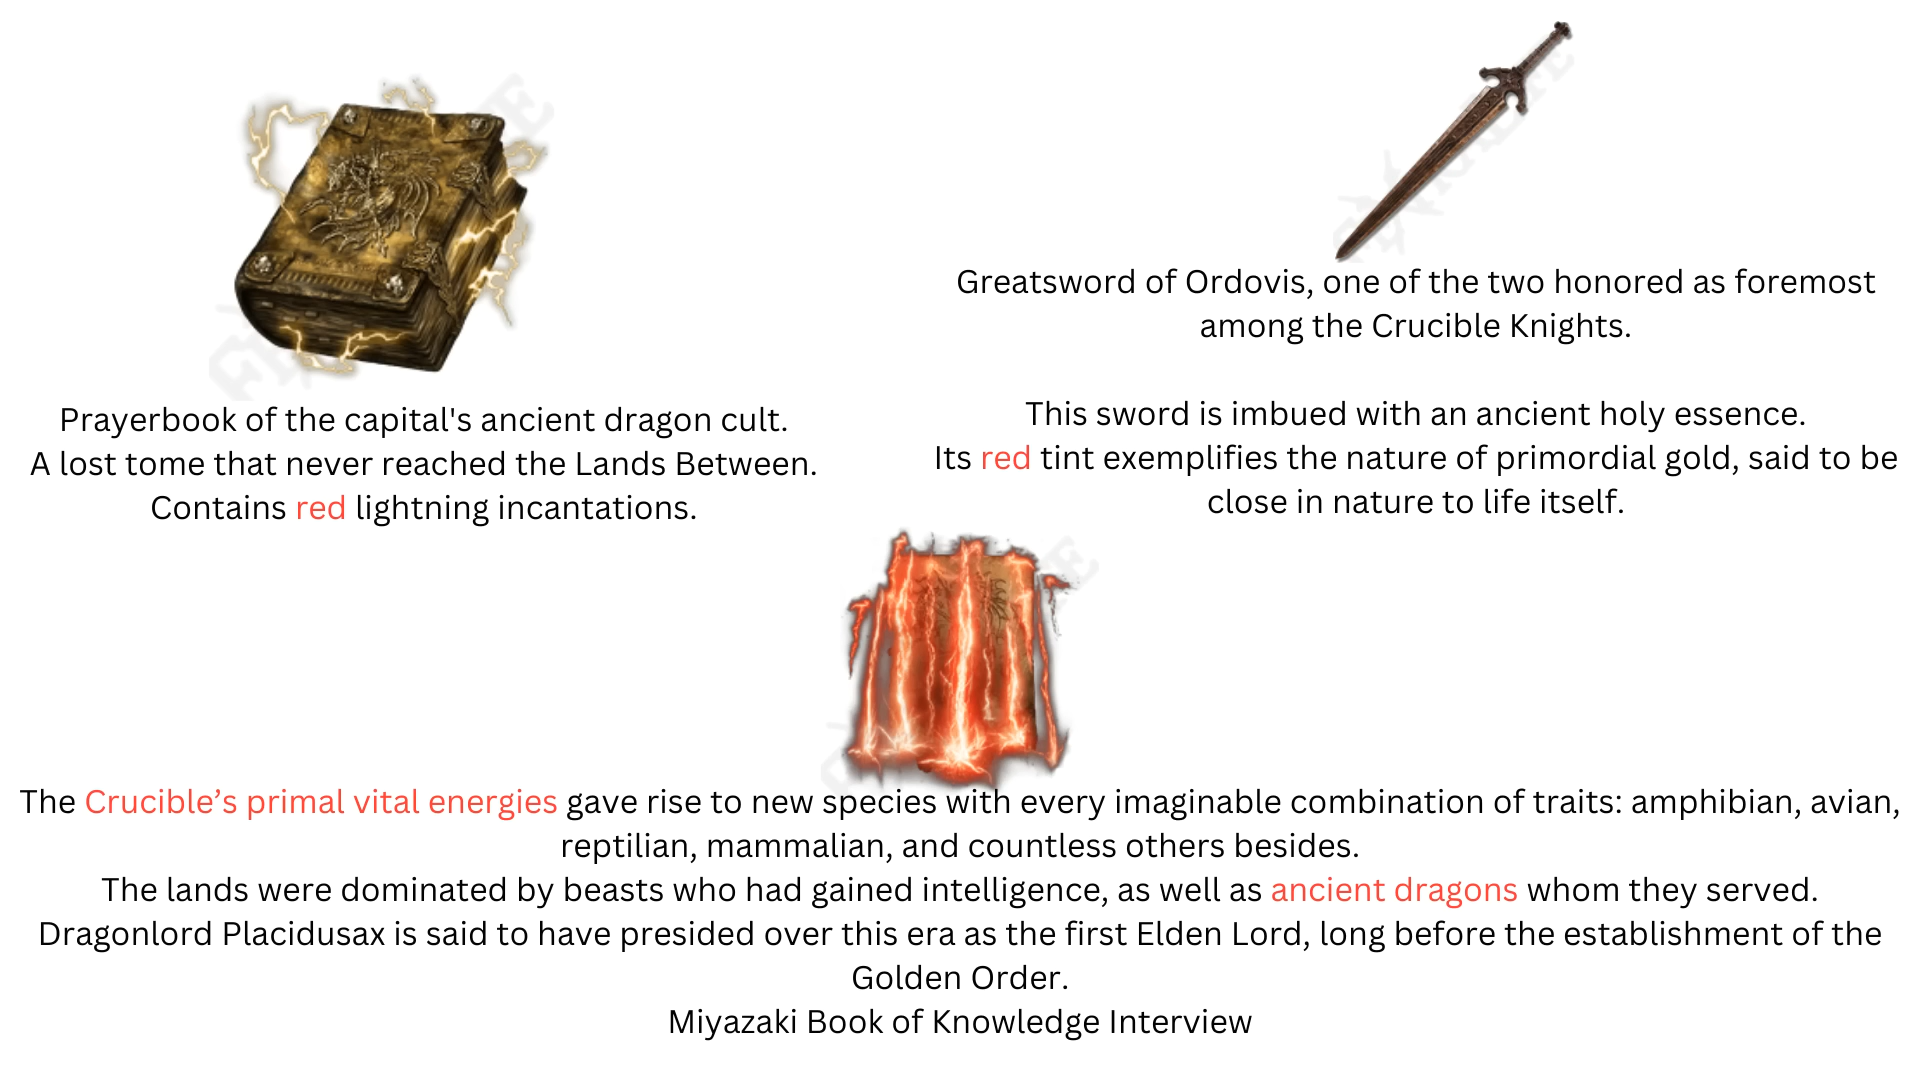 Prayerbook of the capital's ancient dragon cult.
A lost tome that never reached the Lands Between.
Contains red lightning incantations.
Greatsword of Ordovis, one of the two honored as foremost
among the Crucible Knights.
This sword is imbued with an ancient holy essence.
Its red tint exemplifies the nature of primordial gold, said to be
close in nature to life itself.
The Crucible’s primal vital energies gave rise to new species with every imaginable combination of traits: amphibian, avian,
reptilian, mammalian, and countless others besides.
The lands were dominated by beasts who had gained intelligence, as well as ancient dragons whom they served.
Dragonlord Placidusax is said to have presided over this era as the first Elden Lord, long before the establishment of the
Golden Order.
Miyazaki Book of Knowledge Interview